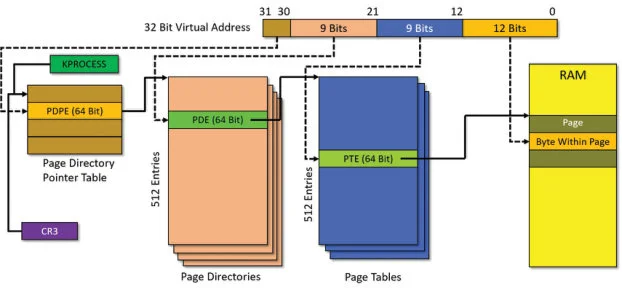 31 30 21 12 0
32 Bit Virtual Address 9 Bits 9 Bits 12 Bits
KPROCESS
RAM
PDPE (64 Bit)
PDE (64 Bit)
Page
Byte Within Page
PTE (64 Bit)
Page Directory
Pointer Table
512 Entries
512 Entries
CR3
Page Directories
Page Tables